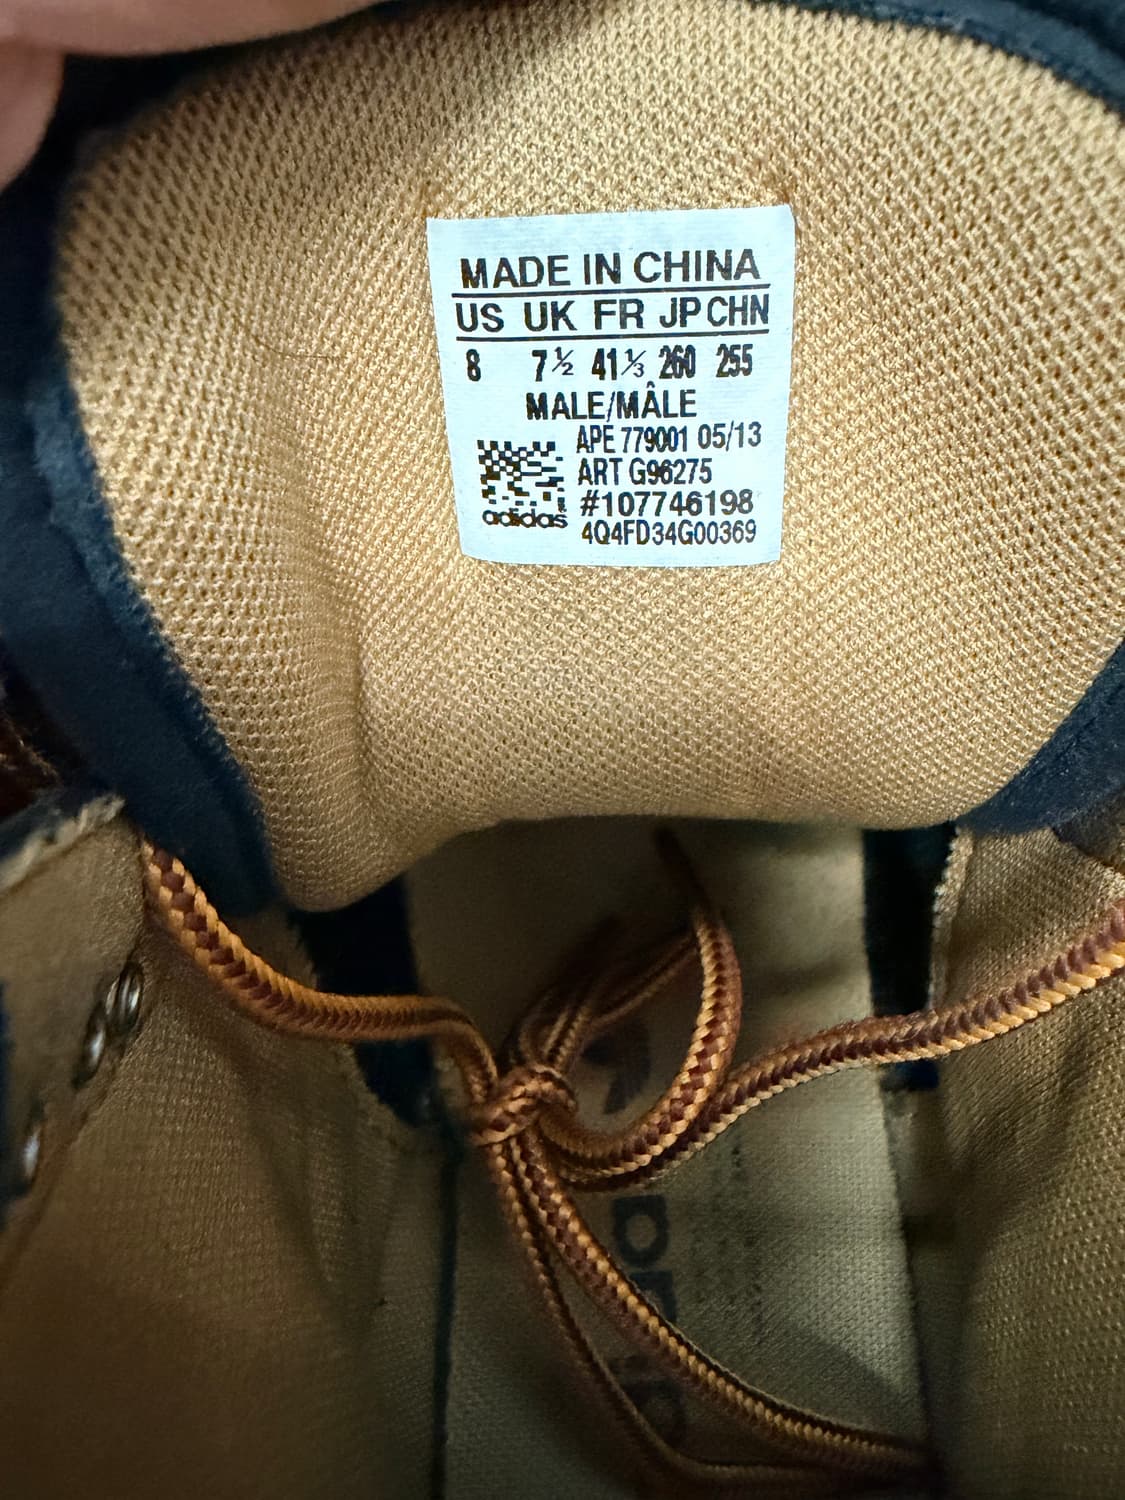 MADE IN CHINA
US UK FR JP CHN
8 7½ 41⅓ 260 255
MALE/MÂLE
APE 779001 05/13
ART G96275
#107746198
adidas 4Q4FD34G00369